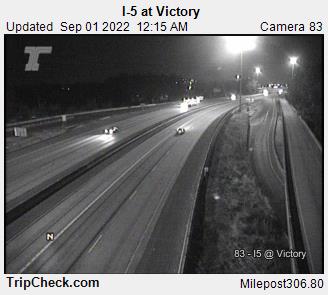 I-5 at Victory
Updated Sep 01 2022 12:15 AM Camera 83
T
N
83 - I5 @ Victory
TripCheck.com Milepost306.80